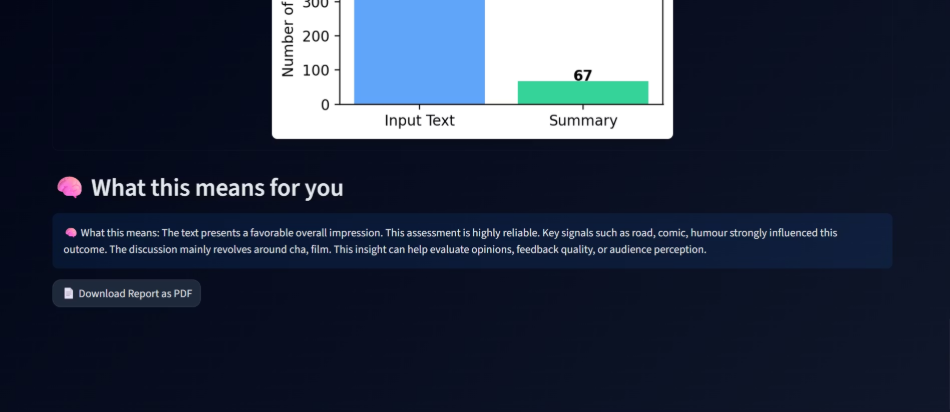 Number of
300
200
100
0
67
Input Text
Summary
🧠 What this means for you
🧠 What this means: The text presents a favorable overall impression. This assessment is highly reliable. Key signals such as road, comic, humour strongly influenced this
outcome. The discussion mainly revolves around cha, film. This insight can help evaluate opinions, feedback quality, or audience perception.
📄 Download Report as PDF